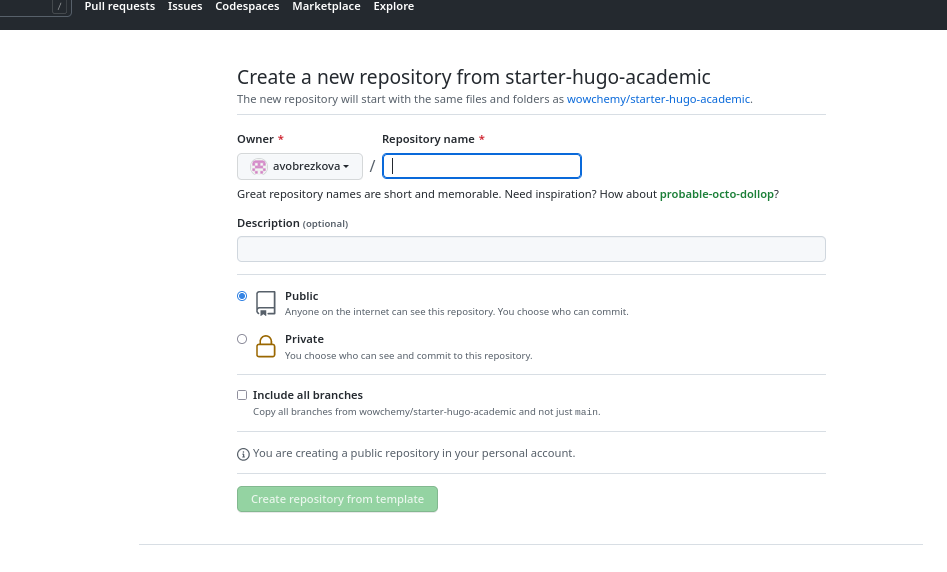 / Pull requests Issues Codespaces Marketplace Explore
Create a new repository from starter-hugo-academic
The new repository will start with the same files and folders as wowchemy/starter-hugo-academic.
Owner * Repository name *
avobrezkova /
Great repository names are short and memorable. Need inspiration? How about probable-octo-dollop?
Description (optional)
Public
Anyone on the internet can see this repository. You choose who can commit.
Private
You choose who can see and commit to this repository.
Include all branches
Copy all branches from wowchemy/starter-hugo-academic and not just main.
You are creating a public repository in your personal account.
Create repository from template